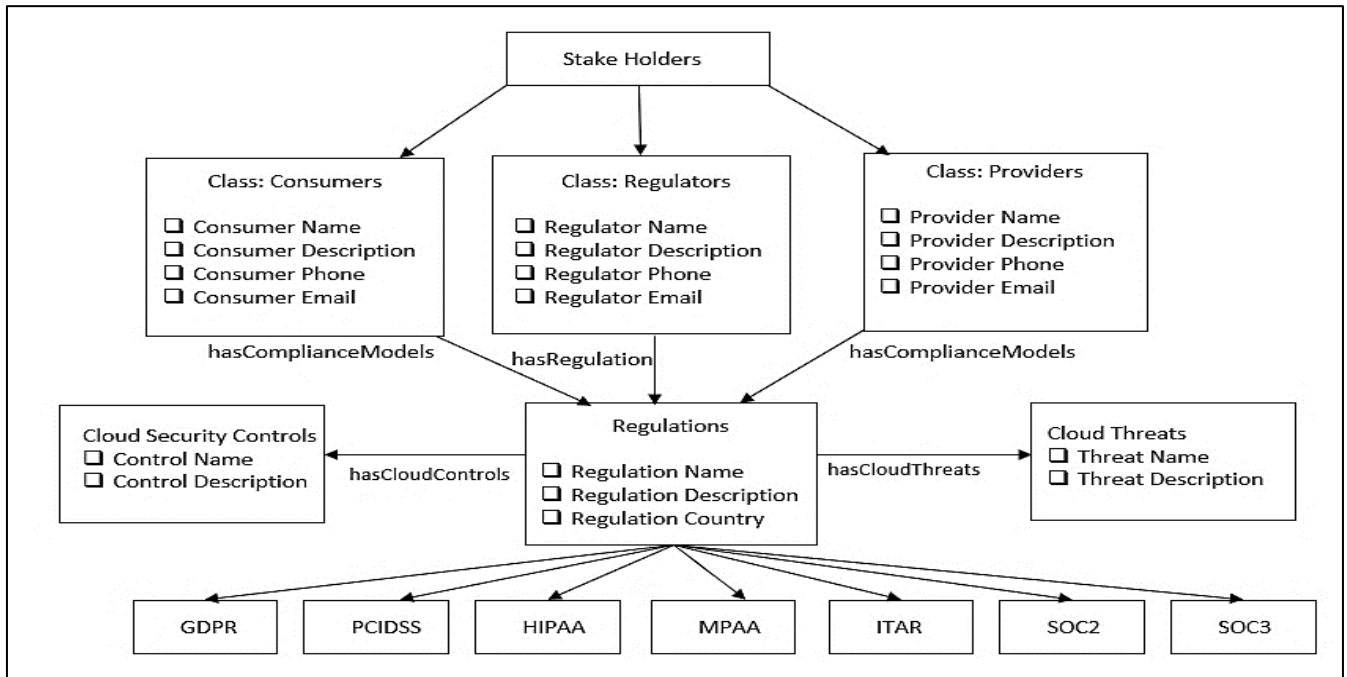 Stake Holders
Class: Consumers
Consumer Name
Consumer Description
Consumer Phone
Consumer Email
Class: Regulators
Regulator Name
Regulator Description
Regulator Phone
Regulator Email
Class: Providers
Provider Name
Provider Description
Provider Phone
Provider Email
hasComplianceModels
hasRegulation
hasComplianceModels
Cloud Security Controls
Control Name
Control Description
hasCloudControls
Regulations
Regulation Name
Regulation Description
Regulation Country
hasCloudThreats
Cloud Threats
Threat Name
Threat Description
GDPR
PCIDSS
HIPAA
MPAA
ITAR
SOC2
SOC3